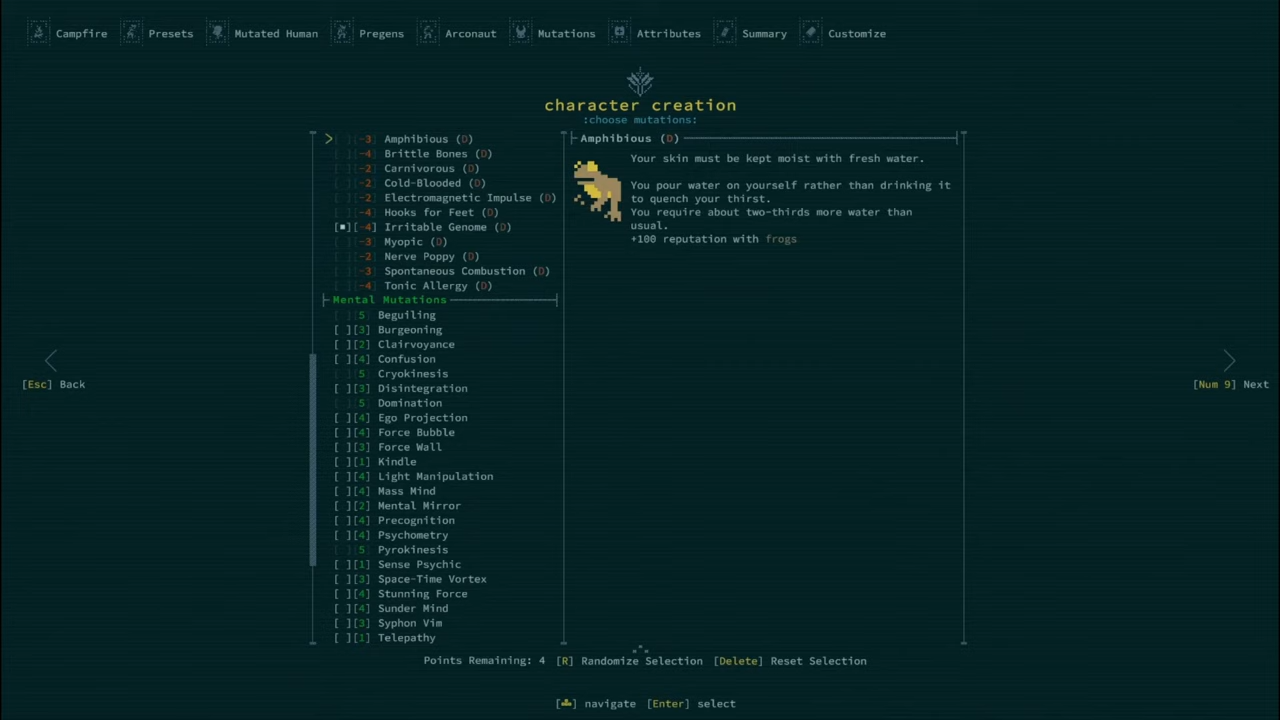 Campfire Presets Mutated Human Pregens Arconaut Mutations Attributes Summary Customize
character creation
:choose mutations:
> [ ][-3] Amphibious (D)
[ ][-4] Brittle Bones (D)
[ ][-2] Carnivorous (D)
[ ][-2] Cold-Blooded (D)
[ ][-2] Electromagnetic Impulse (D)
[ ][-4] Hooks for Feet (D)
[■][-4] Irritable Genome (D)
[ ][-3] Myopic (D)
[ ][-2] Nerve Poppy (D)
[ ][-3] Spontaneous Combustion (D)
[ ][-4] Tonic Allergy (D)
Mental Mutations
[ ][5] Beguiling
[ ][3] Burgeoning
[ ][2] Clairvoyance
[ ][4] Confusion
[ ][5] Cryokinesis
[ ][3] Disintegration
[ ][5] Domination
[ ][4] Ego Projection
[ ][4] Force Bubble
[ ][3] Force Wall
[ ][1] Kindle
[ ][4] Light Manipulation
[ ][4] Mass Mind
[ ][2] Mental Mirror
[ ][4] Precognition
[ ][4] Psychometry
[ ][5] Pyrokinesis
[ ][1] Sense Psychic
[ ][3] Space-Time Vortex
[ ][4] Stunning Force
[ ][4] Sunder Mind
[ ][3] Syphon Vim
[ ][1] Telepathy
Amphibious (D)
Your skin must be kept moist with fresh water.
You pour water on yourself rather than drinking it
to quench your thirst.
You require about two-thirds more water than
usual.
+100 reputation with frogs
[Esc] Back
[Num 9] Next
Points Remaining: 4 [R] Randomize Selection [Delete] Reset Selection
navigate [Enter] select